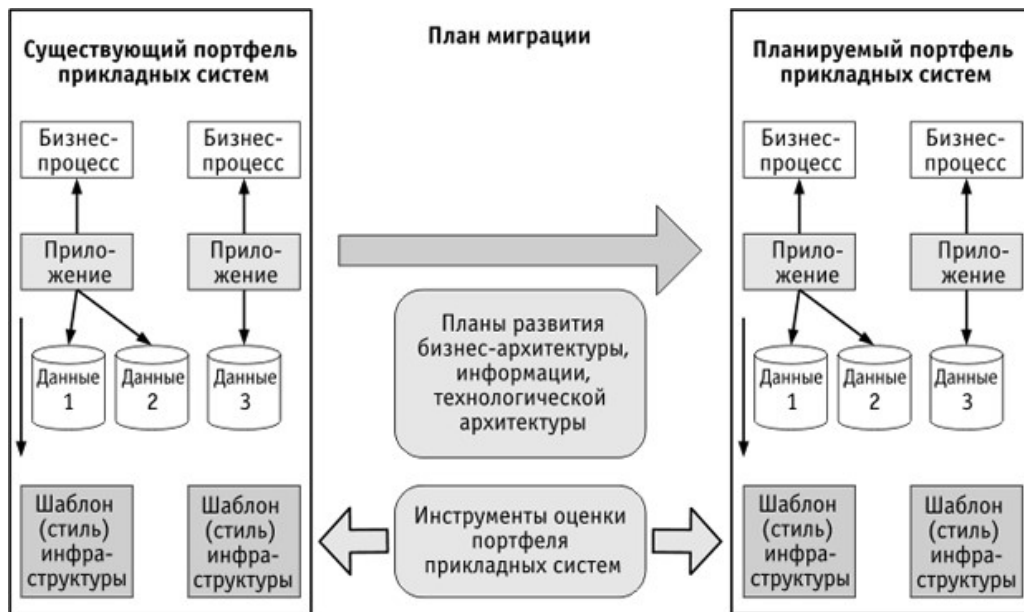 Существующий портфель
прикладных систем
Бизнес-
процесс
Бизнес-
процесс
Прило-
жение
Прило-
жение
Данные
1
Данные
2
Данные
3
Шаблон
(стиль)
инфра-
структуры
Шаблон
(стиль)
инфра-
структуры
План миграции
Планы развития
бизнес-архитектуры,
информации,
технологической
архитектуры
Инструменты оценки
портфеля
прикладных систем
Планируемый портфель
прикладных систем
Бизнес-
процесс
Бизнес-
процесс
Прило-
жение
Прило-
жение
Данные
1
Данные
2
Данные
3
Шаблон
(стиль)
инфра-
структуры
Шаблон
(стиль)
инфра-
структуры